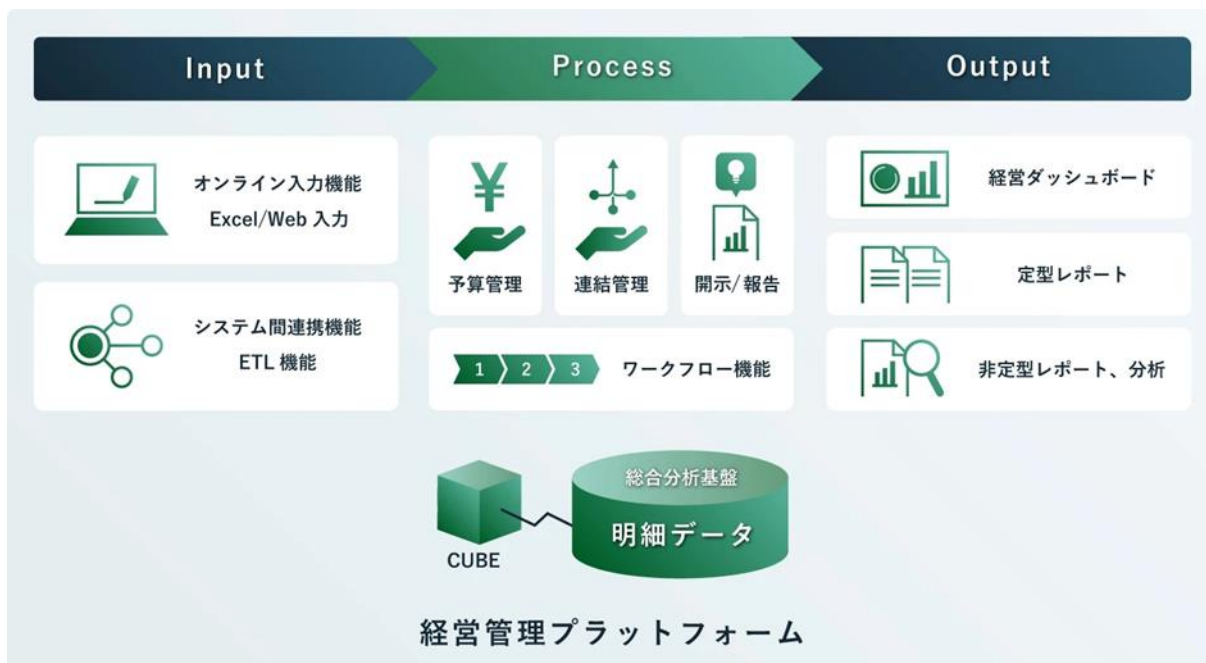 Input
Process
Output
オンライン入力機能
Excel/Web 入力
システム間連携機能
ETL 機能
¥
予算管理
連結管理
開示/報告
1 2 3 ワークフロー機能
経営ダッシュボード
定型レポート
非定型レポート、分析
CUBE
総合分析基盤
明細データ
経営管理プラットフォーム